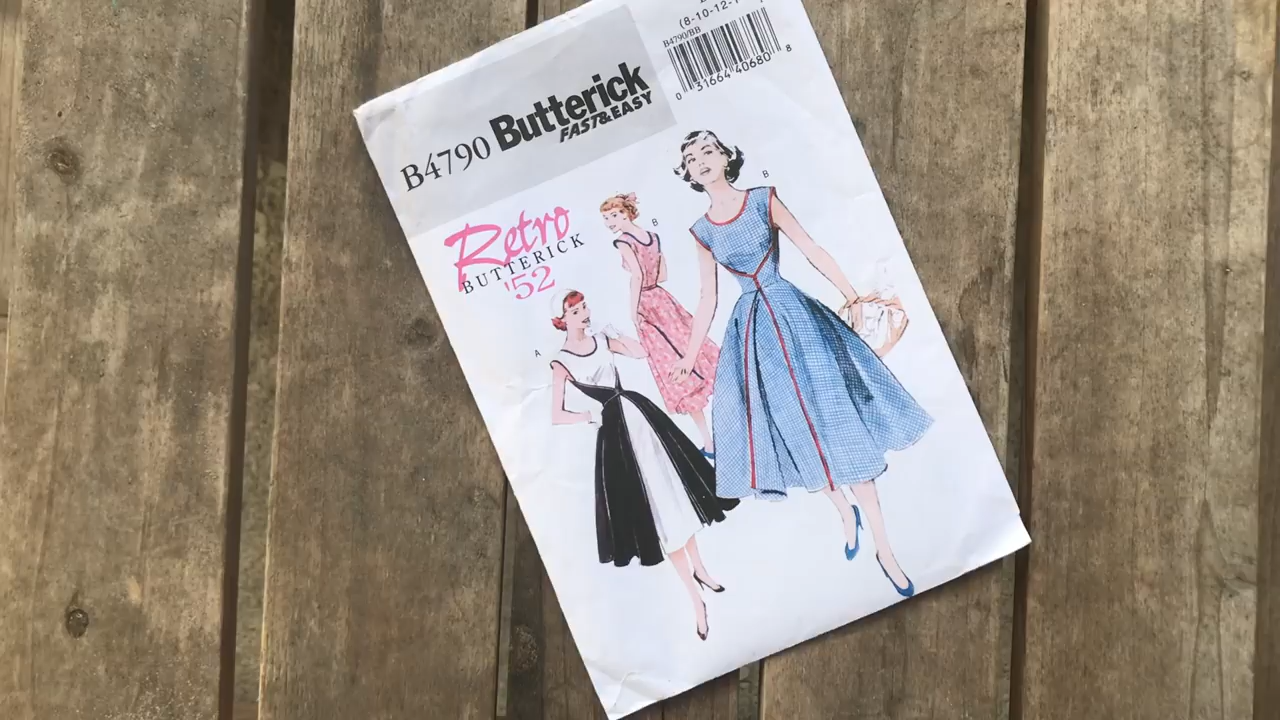 B4790 Butterick
FAST&EASY
(8-10-12-
B4790/BB
0 31664 40680 8
Retro
BUTTERICK
'52
B
B
A